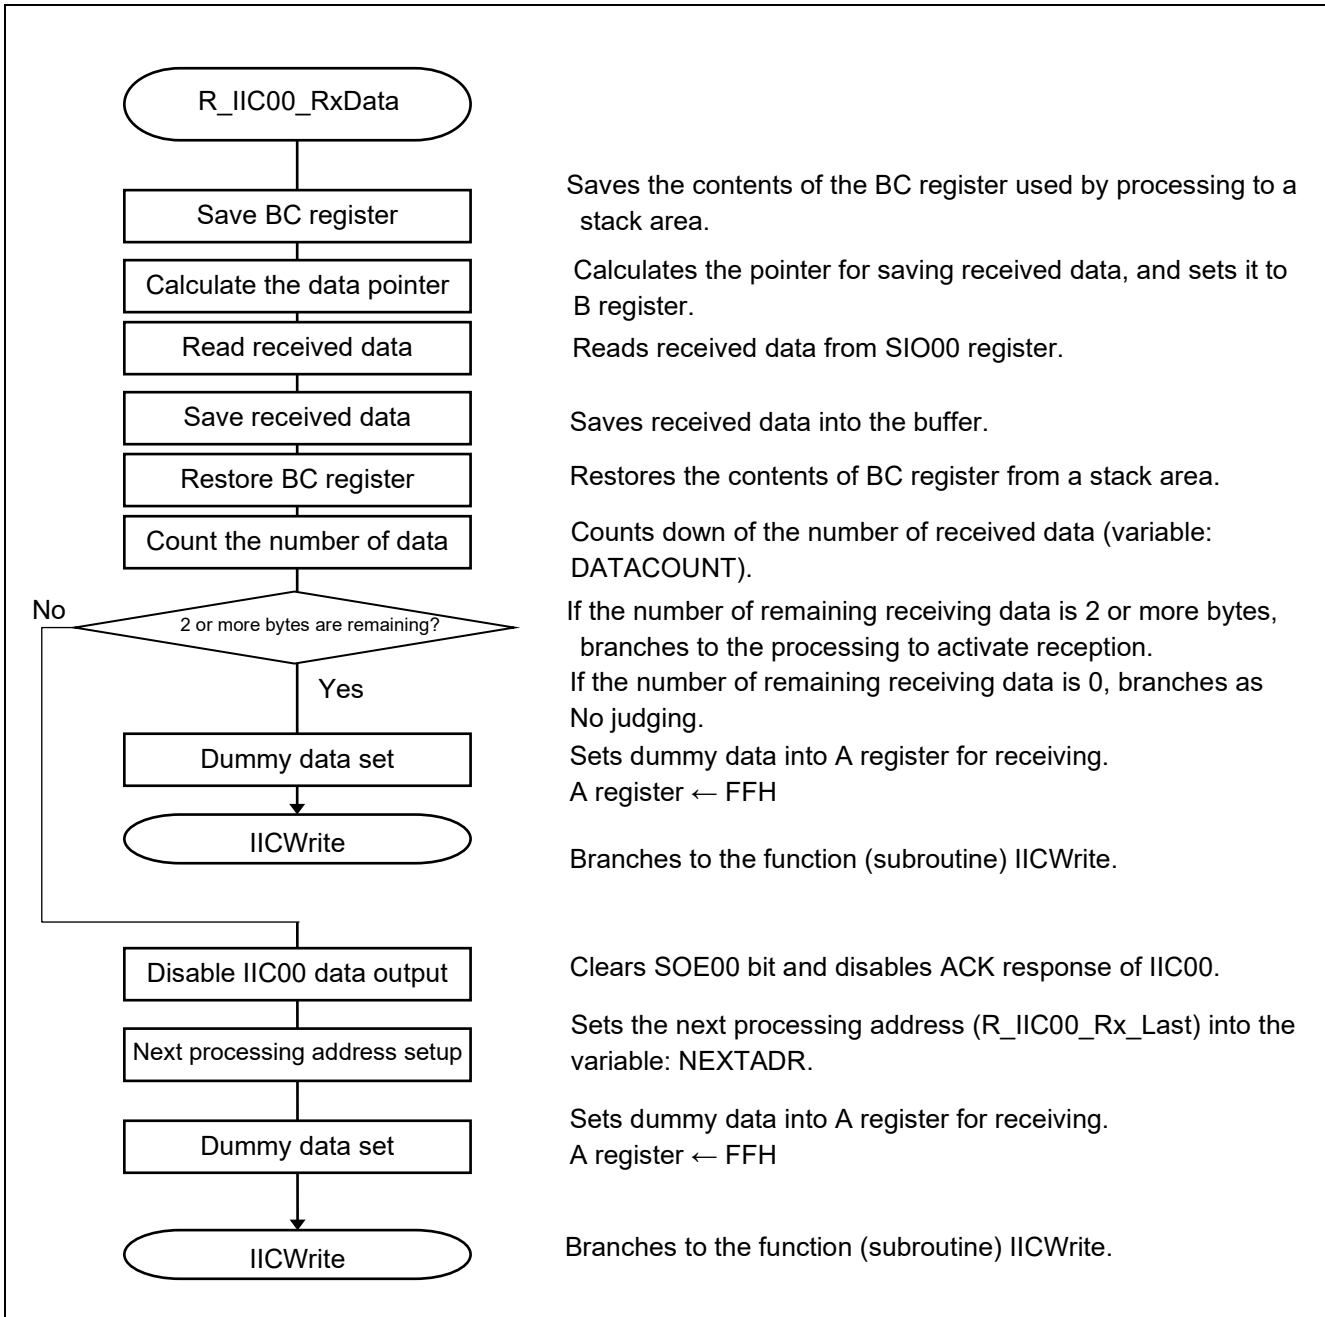 R_IIC00_RxData
Save BC register
Saves the contents of the BC register used by processing to a
stack area.
Calculate the data pointer
Calculates the pointer for saving received data, and sets it to
B register.
Read received data
Reads received data from SIO00 register.
Save received data
Saves received data into the buffer.
Restore BC register
Restores the contents of BC register from a stack area.
Count the number of data
Counts down of the number of received data (variable:
DATACOUNT).
No
2 or more bytes are remaining?
If the number of remaining receiving data is 2 or more bytes,
branches to the processing to activate reception.
If the number of remaining receiving data is 0, branches as
No judging.
Yes
Dummy data set
Sets dummy data into A register for receiving.
A register ← FFH
IICWrite
Branches to the function (subroutine) IICWrite.
Disable IIC00 data output
Clears SOE00 bit and disables ACK response of IIC00.
Next processing address setup
Sets the next processing address (R_IIC00_Rx_Last) into the
variable: NEXTADR.
Dummy data set
Sets dummy data into A register for receiving.
A register ← FFH
IICWrite
Branches to the function (subroutine) IICWrite.